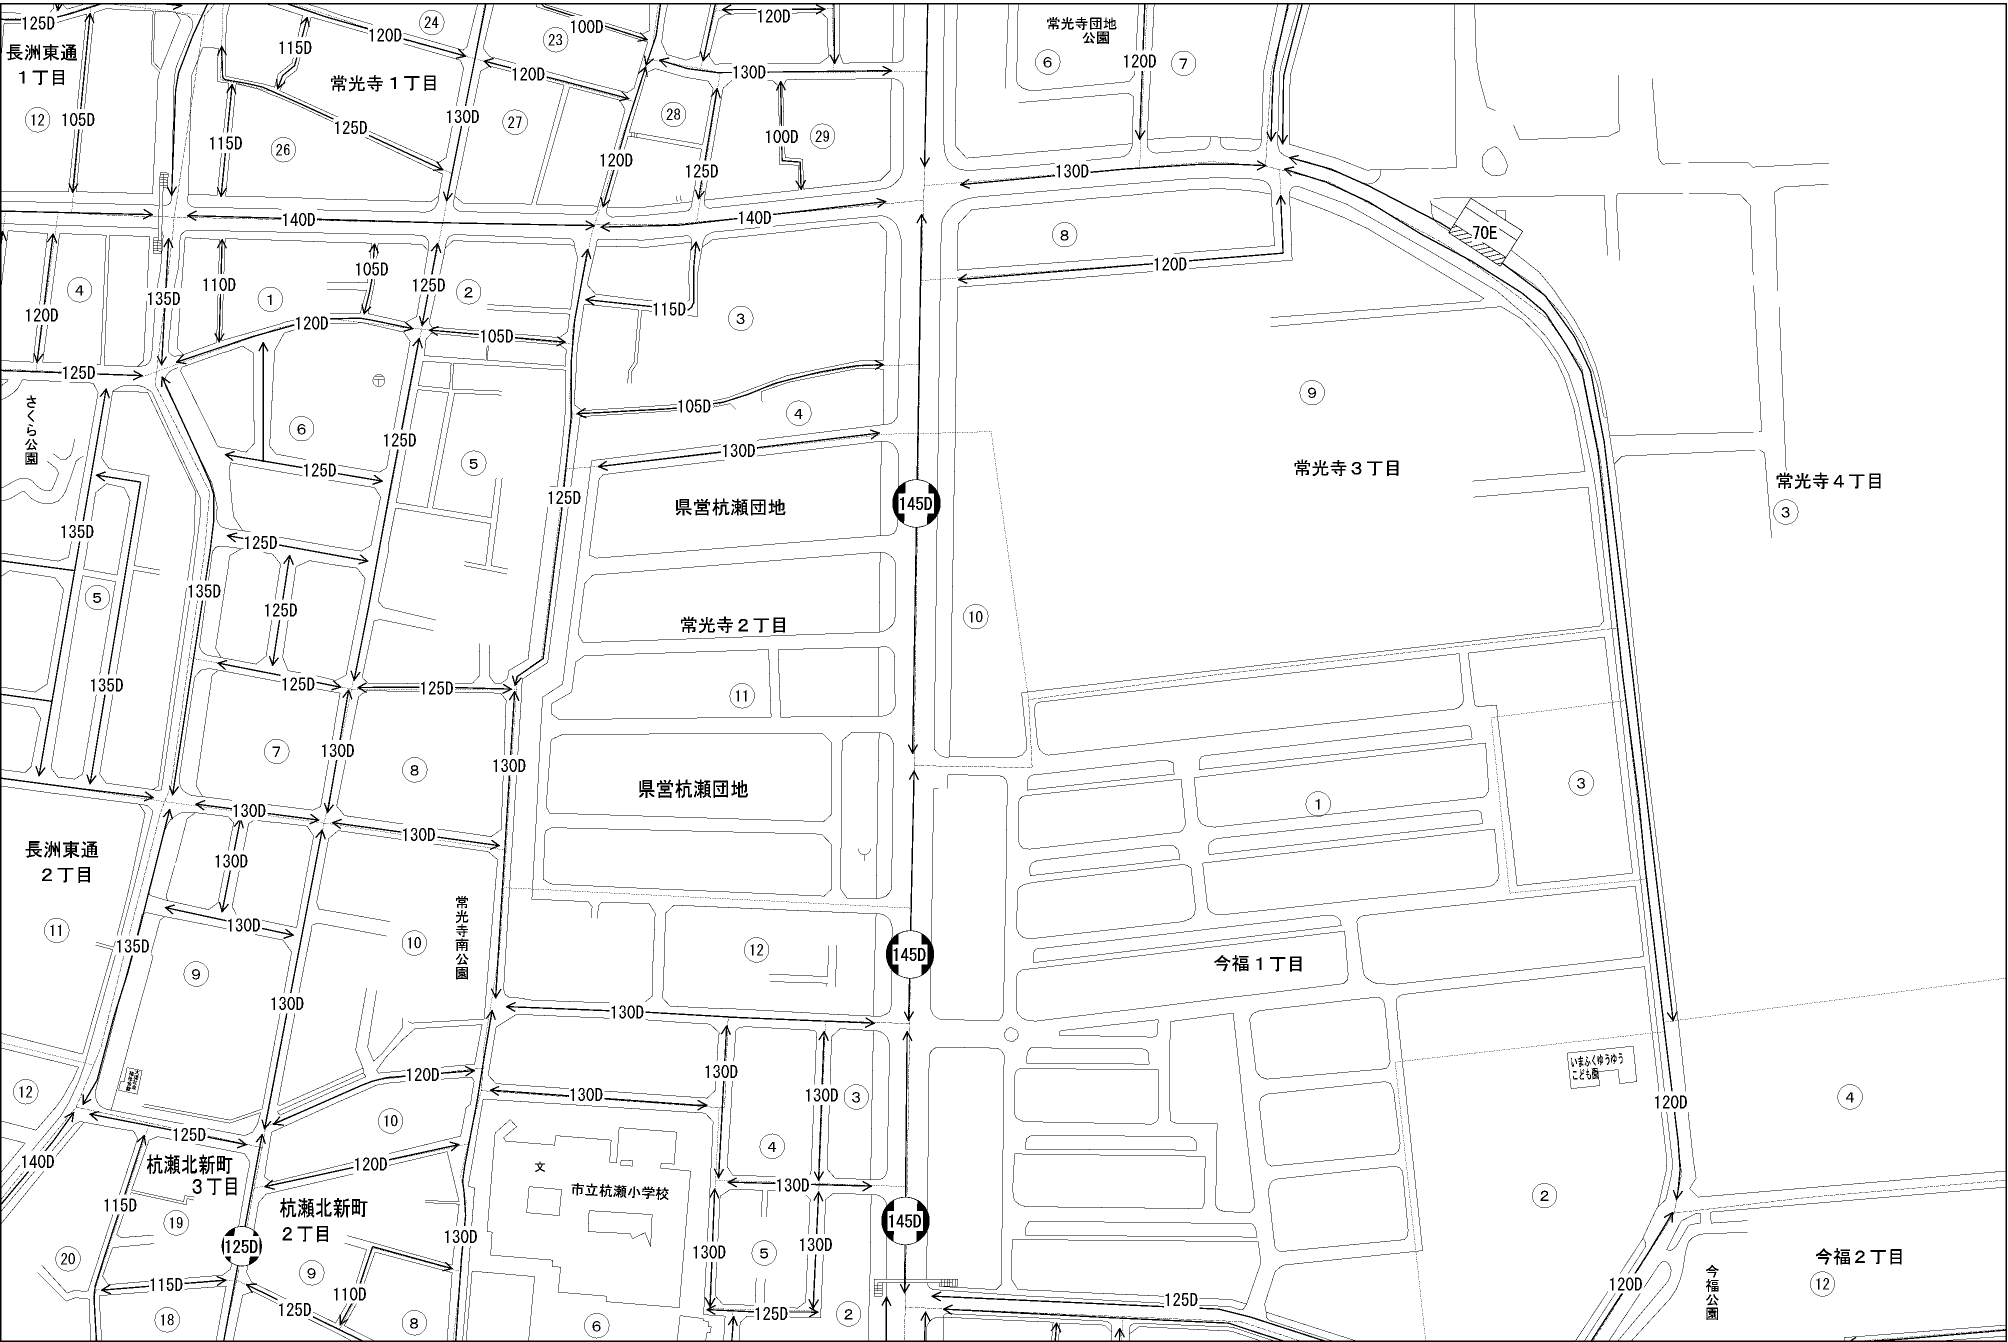 125D
24
23
100D
120D
常光寺団地
公園
長洲東通
1丁目
115D
120D
常光寺1丁目
120D
130D
6
120D
7
12
105D
115D
26
125D
130D
27
28
120D
125D
100D
29
130D
140D
140D
8
70E
120D
4
135D
110D
1
105D
125D
2
120D
120D
105D
115D
3
125D
さくら公園
6
125D
125D
5
105D
4
9
130D
常光寺3丁目
常光寺4丁目
3
125D
県営杭瀬団地
145D
135D
125D
5
135D
125D
常光寺2丁目
10
135D
125D
125D
11
7
130D
8
130D
県営杭瀬団地
3
1
130D
130D
長洲東通
2丁目
130D
11
135D
130D
常光寺南公園
10
12
145D
今福1丁目
9
130D
130D
いまふくゆうゆう
こども園
12
120D
130D
130D
130D
3
120D
4
10
125D
4
140D
杭瀬北新町
3丁目
120D
文
市立杭瀬小学校
130D
2
115D
19
杭瀬北新町
2丁目
145D
125D
130D
130D
5
130D
20
今福2丁目
115D
9
110D
125D
120D
12
今福公園
125D
125D
18
8
6
2